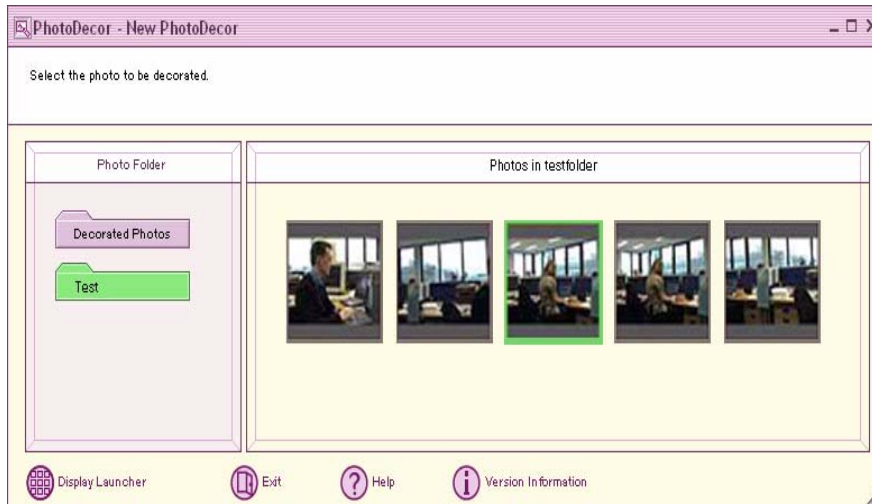 PhotoDecor - New PhotoDecor
Select the photo to be decorated.
Photo Folder
Photos in testfolder
Decorated Photos
Test
Display Launcher
Exit
Help
Version Information